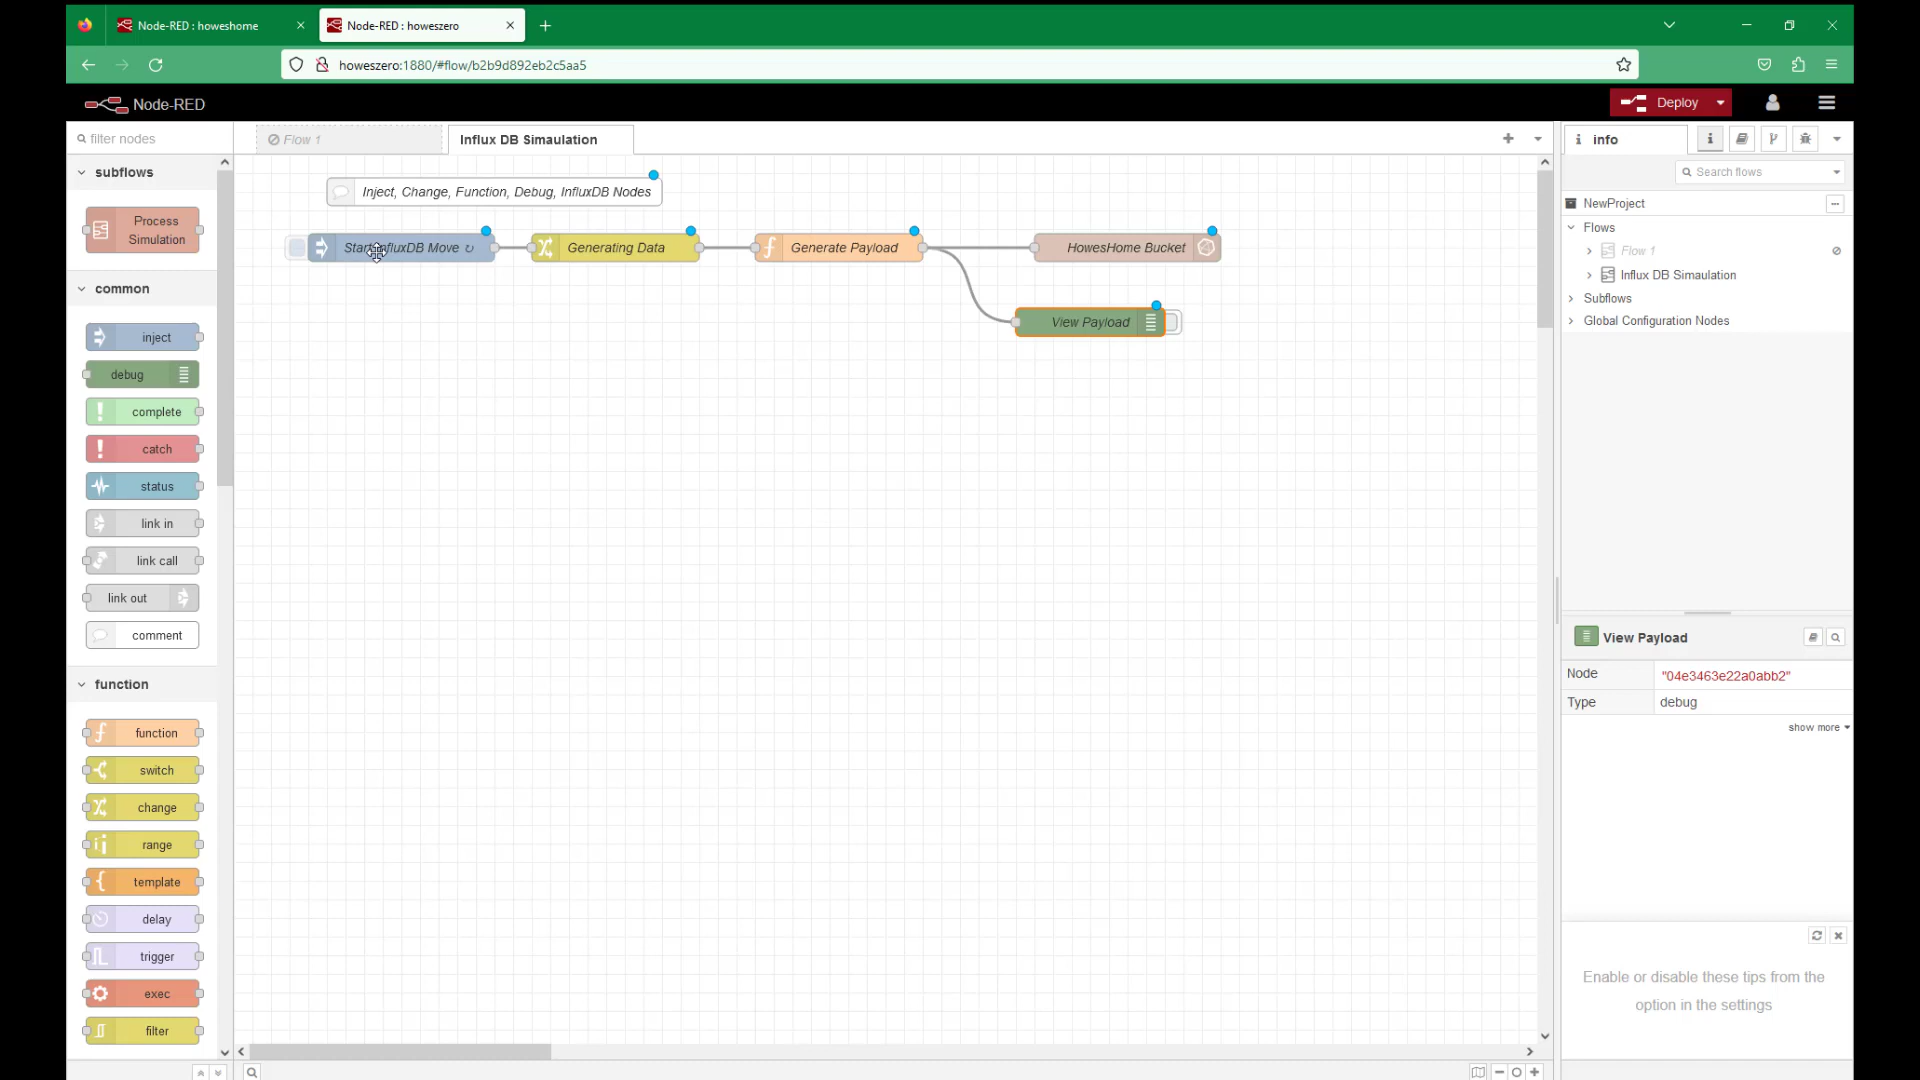 Node-RED : howeshome
Node-RED : howeszero
howeszero:1880/#flow/b2b9d892eb2c5aa5
Node-RED
Deploy
filter nodes
Flow 1
Influx DB Simaulation
info
subflows
Search flows
Process
Simulation
Inject, Change, Function, Debug, InfluxDB Nodes
NewProject
Flows
Start InfluxDB Move ↻
Generating Data
Generate Payload
HowesHome Bucket
Flow 1
Influx DB Simaulation
common
Subflows
View Payload
Global Configuration Nodes
inject
debug
complete
catch
status
link in
link call
link out
comment
View Payload
Node
"04e3463e22a0abb2"
function
Type
debug
show more
function
switch
change
range
template
delay
trigger
exec
filter
Enable or disable these tips from the
option in the settings